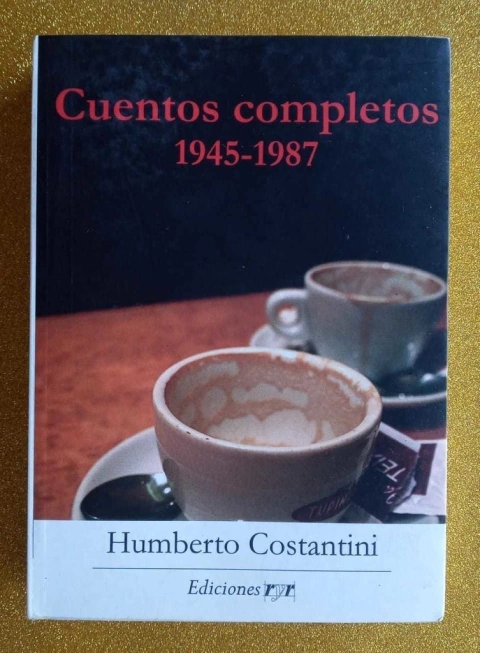 Cuentos completos
1945-1987
Humberto Costantini
Ediciones ryr